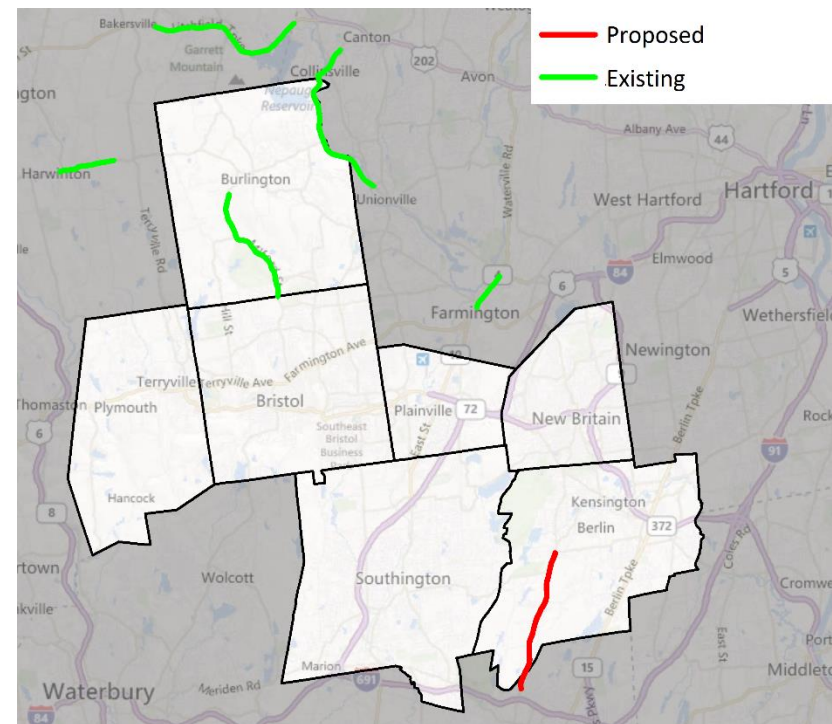 Proposed
Existing
Bakersville
Litchfield Tpke
Canton
Garrett
Mountain
Collinsville
202
Avon
Nepaug
Reservoir
ngton
Albany Ave
44
Waterville Rd
Harwinton
Burlington
Unionville
West Hartford
Hartford
Terryville Rd
84
Elmwood
6
5
Farmington
Wethersfield
Hill St
Farmington Ave
Newington
Terryville
Terryville Ave
Thomaston
Plymouth
Bristol
Plainville
72
New Britain
Berlin Tpke
Rock
6
Southeast
Bristol
Business
East St
91
8
Hancock
Kensington
Berlin
372
Coles Rd
rtown
Wolcott
Southington
Berlin Tpke
Cromwe
kville
East St
Port
Marion
691
15
Middleto
Waterbury
Meriden Rd
s Pkwy
84